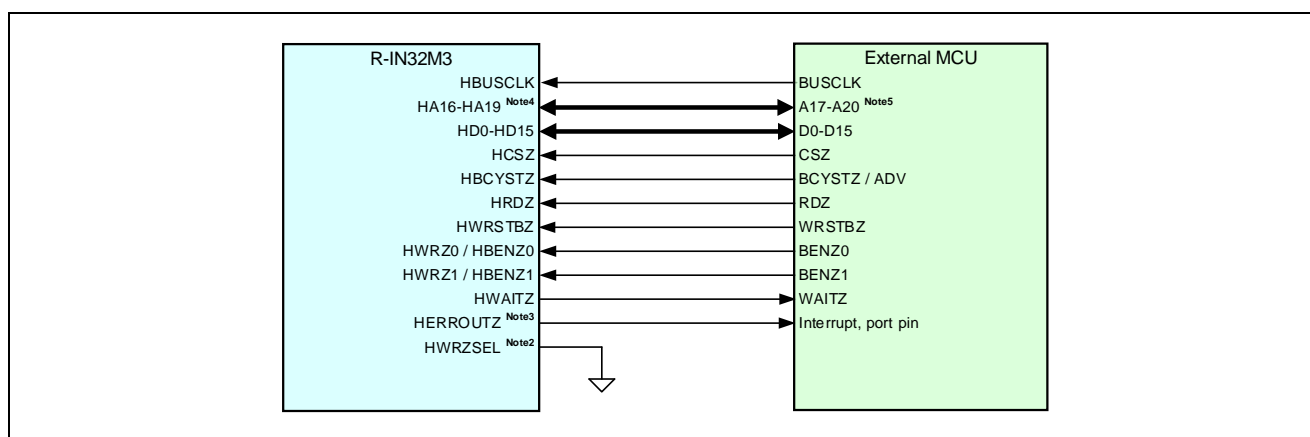 R-IN32M3 External MCU
HBUSCLK BUSCLK
HA16-HA19 Note4 A17-A20 Note5
HD0-HD15 D0-D15
HCSZ CSZ
HBCYSTZ BCYSTZ / ADV
HRDZ RDZ
HWRSTBZ WRSTBZ
HWRZ0 / HBENZ0 BENZ0
HWRZ1 / HBENZ1 BENZ1
HWAITZ WAITZ
HERROUTZ Note3 Interrupt, port pin
HWRZSEL Note2